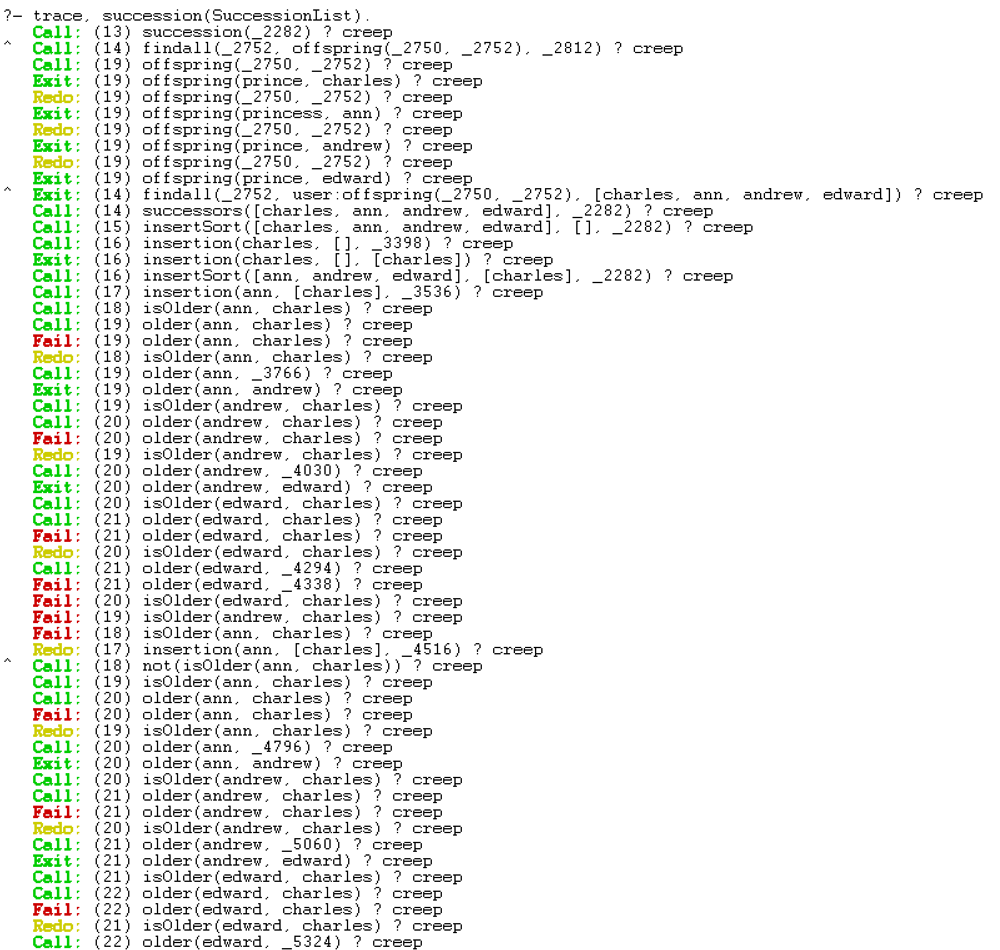 ?- trace, succession(SuccessionList).
   Call: (13) succession(_2282) ? creep
^  Call: (14) findall(_2752, offspring(_2750, _2752), _2812) ? creep
   Call: (19) offspring(_2750, _2752) ? creep
   Exit: (19) offspring(prince, charles) ? creep
   Redo: (19) offspring(_2750, _2752) ? creep
   Exit: (19) offspring(princess, ann) ? creep
   Redo: (19) offspring(_2750, _2752) ? creep
   Exit: (19) offspring(prince, andrew) ? creep
   Redo: (19) offspring(_2750, _2752) ? creep
   Exit: (19) offspring(prince, edward) ? creep
^  Exit: (14) findall(_2752, user:offspring(_2750, _2752), [charles, ann, andrew, edward]) ? creep
   Call: (14) successors([charles, ann, andrew, edward], _2282) ? creep
   Call: (15) insertSort([charles, ann, andrew, edward], [], _2282) ? creep
   Call: (16) insertion(charles, [], _3398) ? creep
   Exit: (16) insertion(charles, [], [charles]) ? creep
   Call: (16) insertSort([ann, andrew, edward], [charles], _2282) ? creep
   Call: (17) insertion(ann, [charles], _3536) ? creep
   Call: (18) isOlder(ann, charles) ? creep
   Call: (19) older(ann, charles) ? creep
   Fail: (19) older(ann, charles) ? creep
   Redo: (18) isOlder(ann, charles) ? creep
   Call: (19) older(ann, _3766) ? creep
   Exit: (19) older(ann, andrew) ? creep
   Call: (19) isOlder(andrew, charles) ? creep
   Call: (20) older(andrew, charles) ? creep
   Fail: (20) older(andrew, charles) ? creep
   Redo: (19) isOlder(andrew, charles) ? creep
   Call: (20) older(andrew, _4030) ? creep
   Exit: (20) older(andrew, edward) ? creep
   Call: (20) isOlder(edward, charles) ? creep
   Call: (21) older(edward, charles) ? creep
   Fail: (21) older(edward, charles) ? creep
   Redo: (20) isOlder(edward, charles) ? creep
   Call: (21) older(edward, _4294) ? creep
   Fail: (21) older(edward, _4338) ? creep
   Fail: (20) isOlder(edward, charles) ? creep
   Fail: (19) isOlder(andrew, charles) ? creep
   Fail: (18) isOlder(ann, charles) ? creep
   Redo: (17) insertion(ann, [charles], _4516) ? creep
^  Call: (18) not(isOlder(ann, charles)) ? creep
   Call: (19) isOlder(ann, charles) ? creep
   Call: (20) older(ann, charles) ? creep
   Fail: (20) older(ann, charles) ? creep
   Redo: (19) isOlder(ann, charles) ? creep
   Call: (20) older(ann, _4796) ? creep
   Exit: (20) older(ann, andrew) ? creep
   Call: (20) isOlder(andrew, charles) ? creep
   Call: (21) older(andrew, charles) ? creep
   Fail: (21) older(andrew, charles) ? creep
   Redo: (20) isOlder(andrew, charles) ? creep
   Call: (21) older(andrew, _5060) ? creep
   Exit: (21) older(andrew, edward) ? creep
   Call: (21) isOlder(edward, charles) ? creep
   Call: (22) older(edward, charles) ? creep
   Fail: (22) older(edward, charles) ? creep
   Redo: (21) isOlder(edward, charles) ? creep
   Call: (22) older(edward, _5324) ? creep